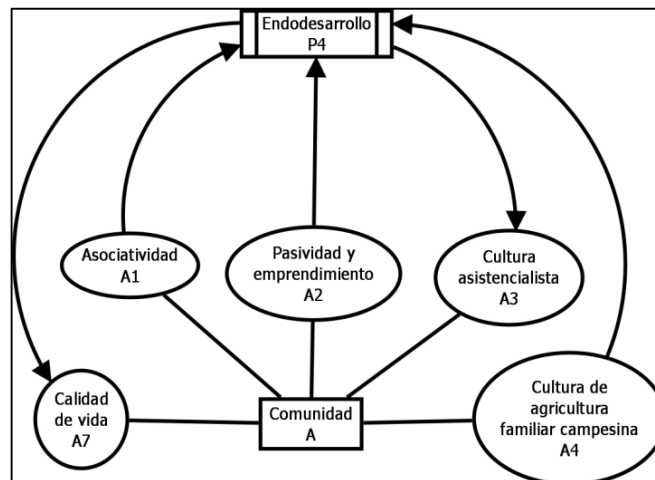 Endodesarrollo
P4
Asociatividad
A1
Pasividad y
emprendimiento
A2
Cultura
asistencialista
A3
Calidad
de vida
A7
Comunidad
A
Cultura de
agricultura
familiar campesina
A4